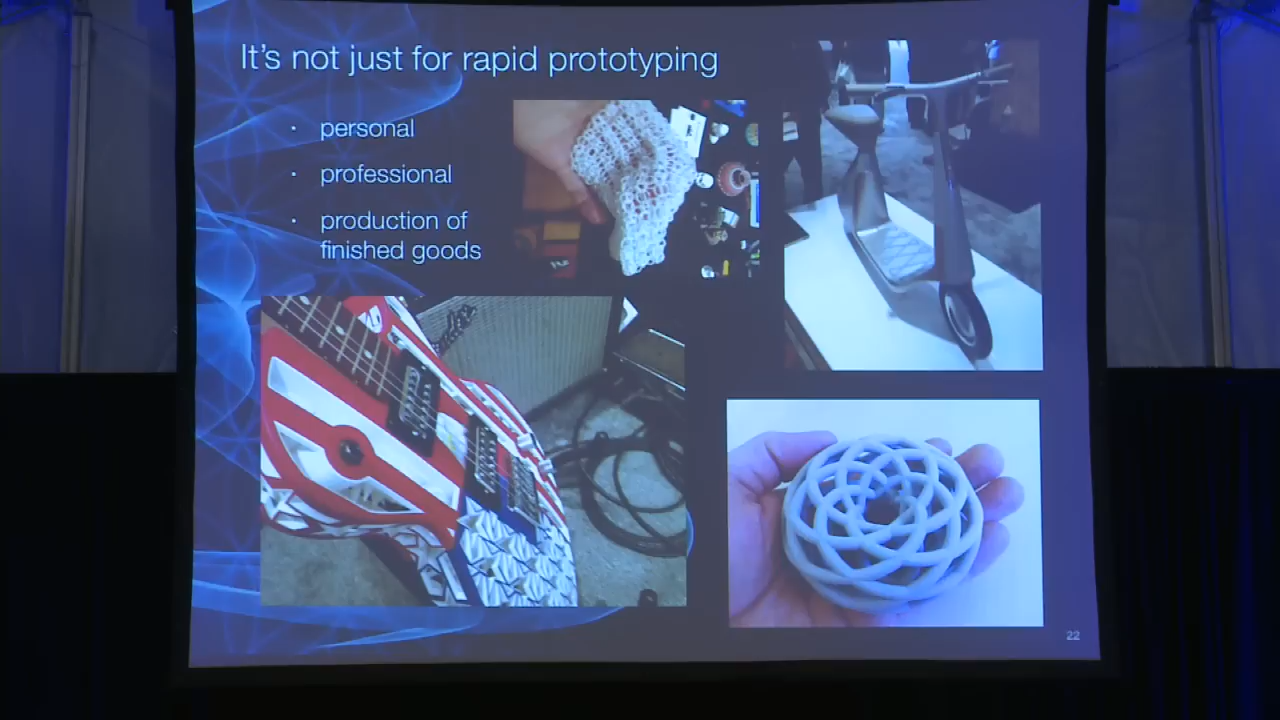 It's not just for rapid prototyping
· personal
· professional
· production of
finished goods
22